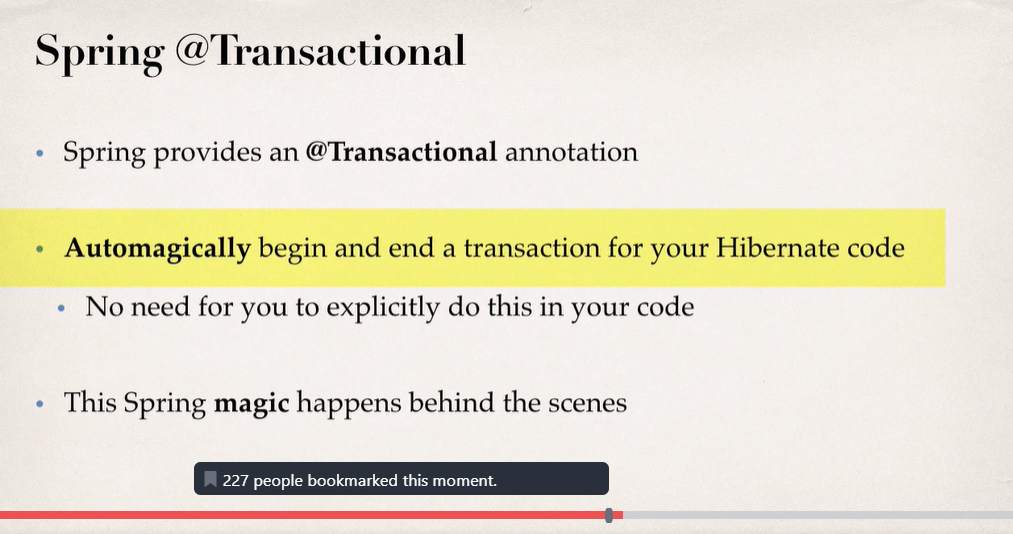 Spring @Transactional
• Spring provides an @Transactional annotation
• Automagically begin and end a transaction for your Hibernate code
• No need for you to explicitly do this in your code
• This Spring magic happens behind the scenes
227 people bookmarked this moment.